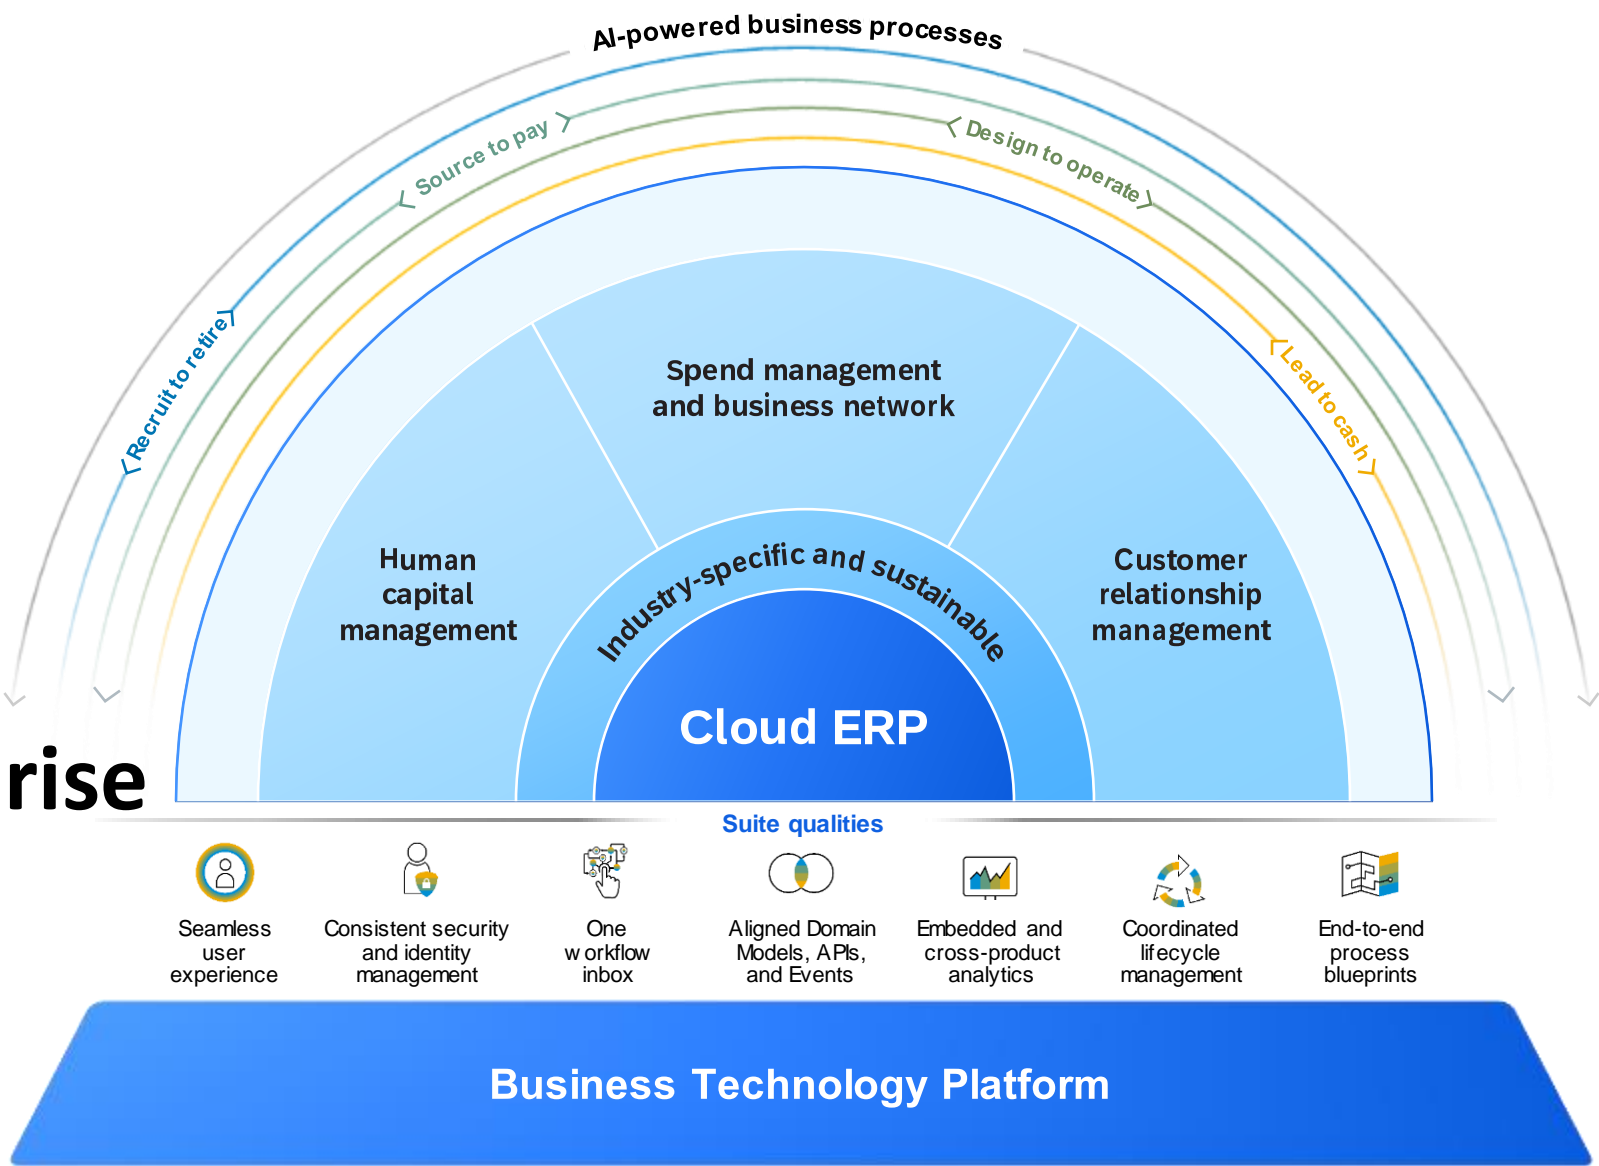 AI-powered business processes
Source to pay
Design to operate
Recruit to retire
Lead to cash
Spend management
and business network
Human
capital
management
Industry-specific and sustainable
Customer
relationship
management
Cloud ERP
rise
Suite qualities
Seamless
user
experience
Consistent security
and identity
management
One
workflow
inbox
Aligned Domain
Models, APIs,
and Events
Embedded and
cross-product
analytics
Coordinated
lifecycle
management
End-to-end
process
blueprints
Business Technology Platform